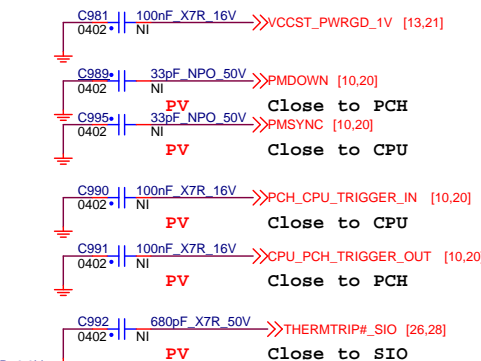 C981 100nF_X7R_16V
VCCST_PWRGD_1V [13,21]
0402 NI
C989 33pF_NPO_50V
PMDOWN [10,20]
0402 NI
PV Close to PCH
C995 33pF_NPO_50V
PMSYNC [10,20]
0402 NI
PV Close to CPU
C990 100nF_X7R_16V
PCH_CPU_TRIGGER_IN [10,20]
0402 NI
PV Close to CPU
C991 100nF_X7R_16V
CPU_PCH_TRIGGER_OUT [10,20
0402 NI
PV Close to PCH
C992 680pF_X7R_50V
THERMTRIP#_SIO [26,28]
0402 NI
PV Close to SIO